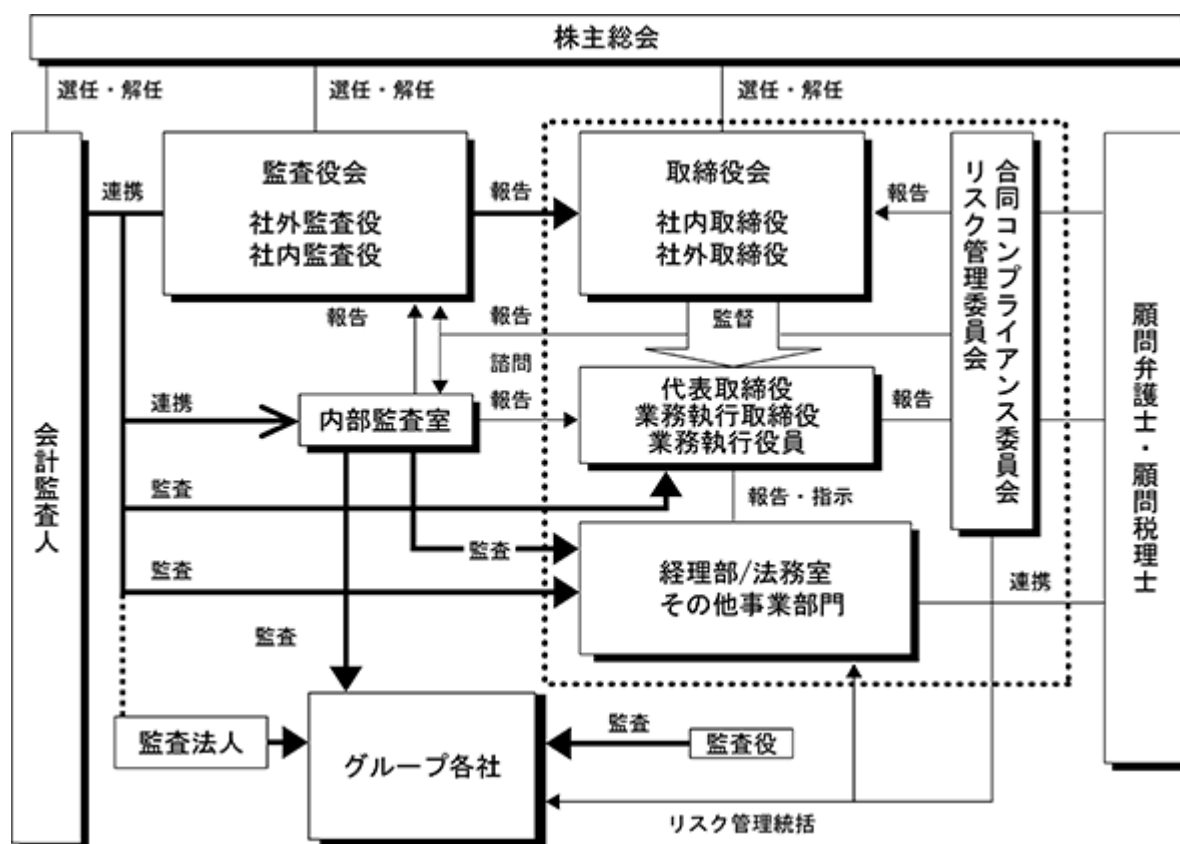 株主総会
選任・解任
選任・解任
選任・解任
監査役会
社外監査役
社内監査役
取締役会
社内取締役
社外取締役
合同コンプライアンス委員会
リスク管理委員会
顧問弁護士・顧問税理士
会計監査人
連携
報告
報告
報告
報告
諮問
監督
連携
内部監査室
報告
代表取締役
業務執行取締役
業務執行役員
報告
監査
報告・指示
監査
監査
経理部/法務室
その他事業部門
連携
監査
監査法人
グループ各社
監査
監査役
リスク管理統括